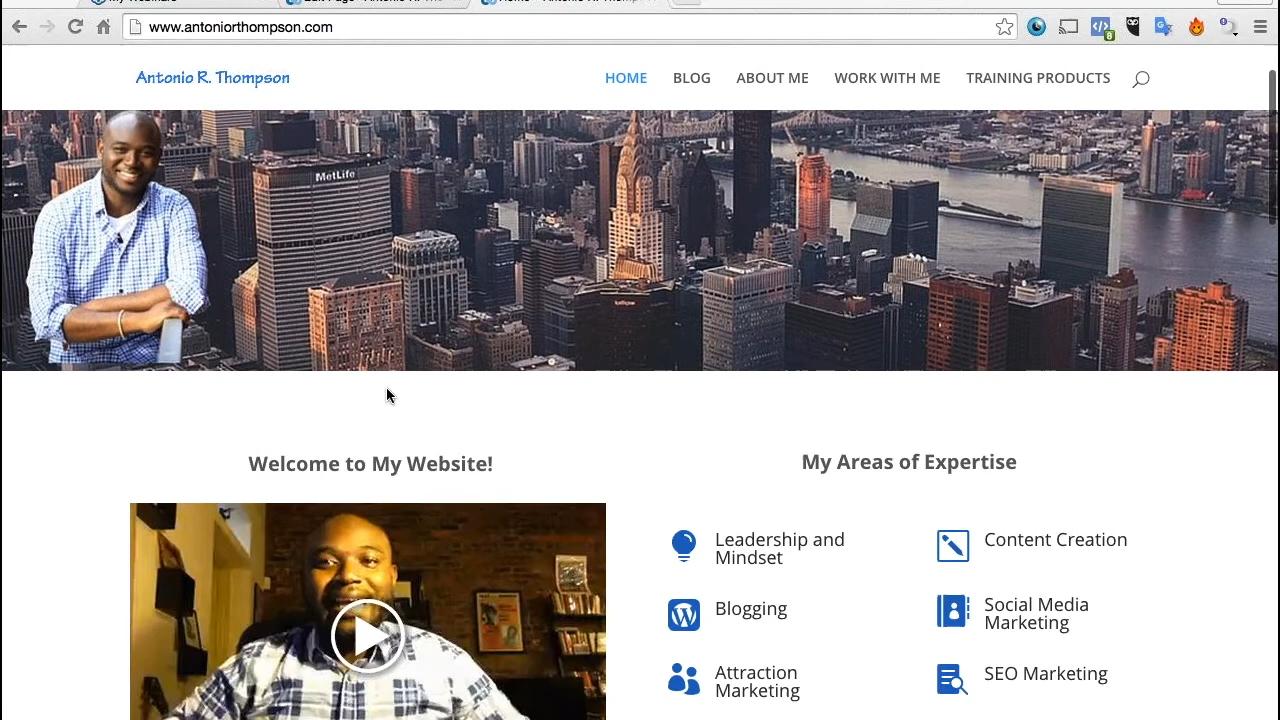 www.antoniorthompson.com
8
Antonio R. Thompson
HOME
BLOG
ABOUT ME
WORK WITH ME
TRAINING PRODUCTS
MetLife
Welcome to My Website!
My Areas of Expertise
Leadership and
Mindset
Content Creation
Blogging
Social Media
Marketing
Attraction
Marketing
SEO Marketing